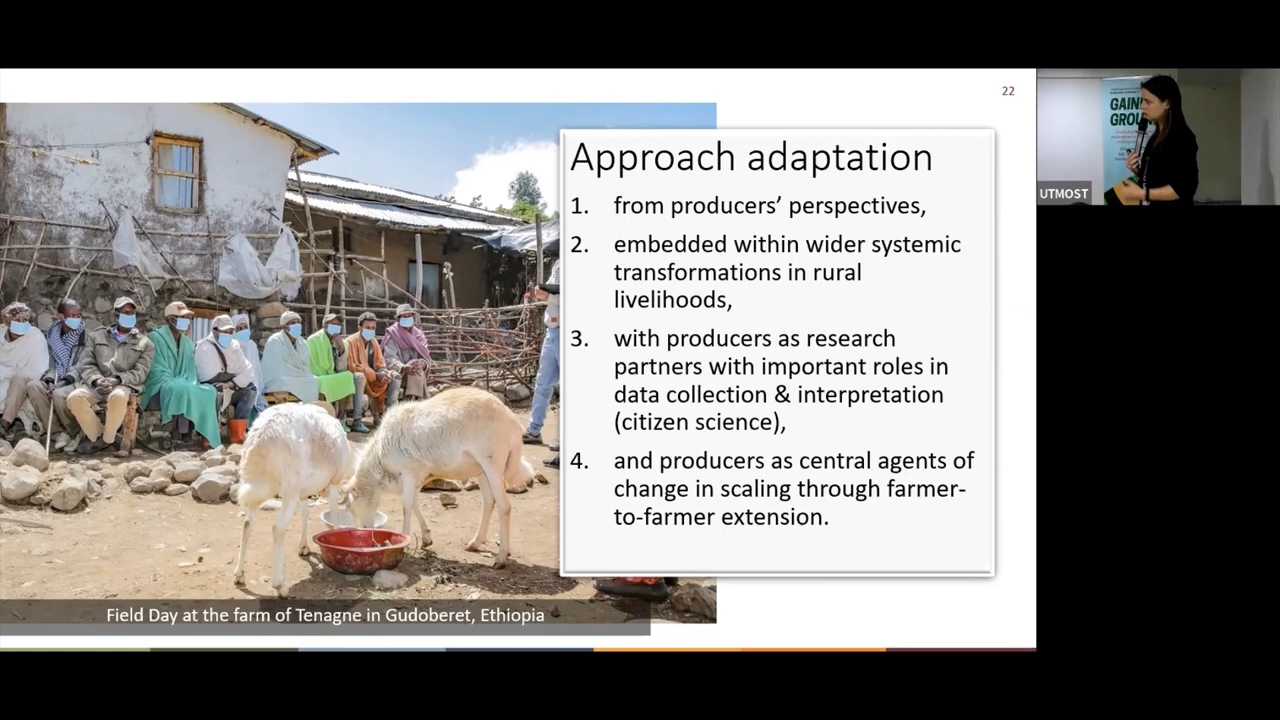 22
Approach adaptation
1. from producers’ perspectives,
2. embedded within wider systemic
transformations in rural
livelihoods,
3. with producers as research
partners with important roles in
data collection & interpretation
(citizen science),
4. and producers as central agents of
change in scaling through farmer-
to-farmer extension.
Field Day at the farm of Tenagne in Gudoberet, Ethiopia
UTMOST